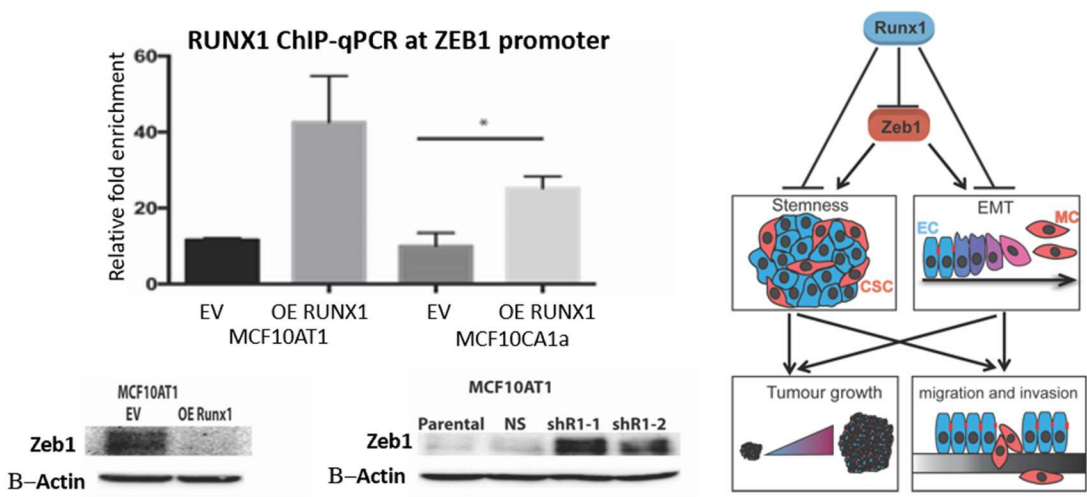 RUNX1 ChIP-qPCR at ZEB1 promoter
Relative fold enrichment
60
40
20
0
*
EV
OE RUNX1
EV
OE RUNX1
MCF10AT1
MCF10CA1a
MCF10AT1
EV
OE Runx1
Zeb1
B–Actin
MCF10AT1
Parental
NS
shR1-1
shR1-2
Zeb1
B–Actin
Runx1
Zeb1
Stemness
CSC
EMT
EC
MC
Tumour growth
migration and invasion